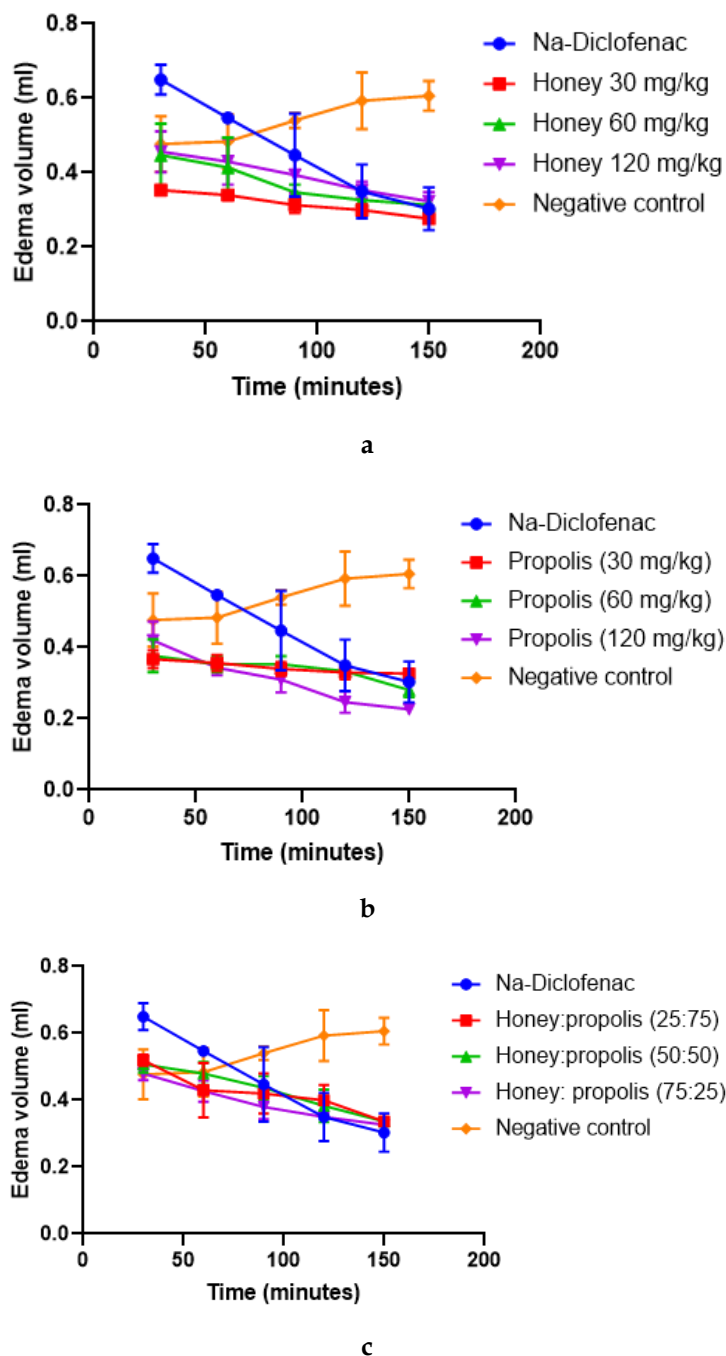 0.8
0.6
0.4
0.2
0.0
Edema volume (ml)
0 50 100 150 200
Time (minutes)
Na-Diclofenac
Honey 30 mg/kg
Honey 60 mg/kg
Honey 120 mg/kg
Negative control
a
0.8
0.6
0.4
0.2
0.0
Edema volume (ml)
0 50 100 150 200
Time (minutes)
Na-Diclofenac
Propolis (30 mg/kg)
Propolis (60 mg/kg)
Propolis (120 mg/kg)
Negative control
b
0.8
0.6
0.4
0.2
0.0
Edema volume (ml)
0 50 100 150 200
Time (minutes)
Na-Diclofenac
Honey:propolis (25:75)
Honey:propolis (50:50)
Honey: propolis (75:25)
Negative control
c